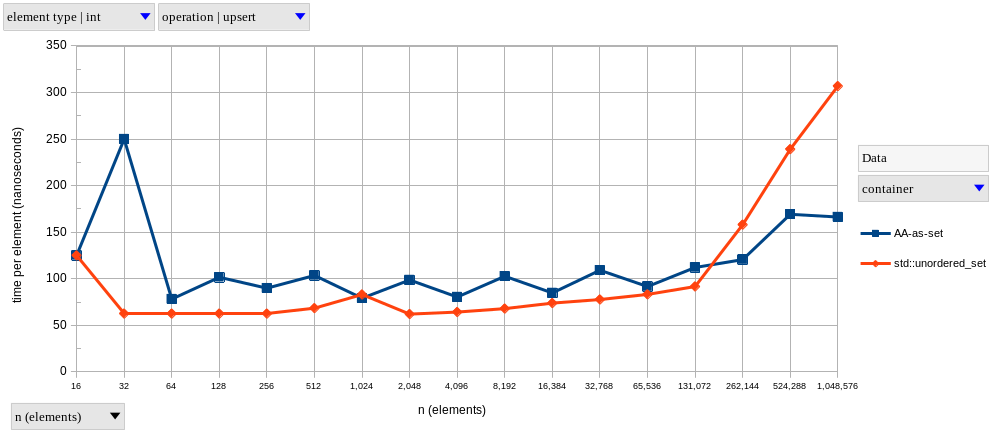 element type | int
operation | upsert
350
300
250
200
150
100
50
0
time per element (nanoseconds)
16 32 64 128 256 512 1,024 2,048 4,096 8,192 16,384 32,768 65,536 131,072 262,144 524,288 1,048,576
n (elements)
n (elements)
Data
container
AA-as-set
std::unordered_set